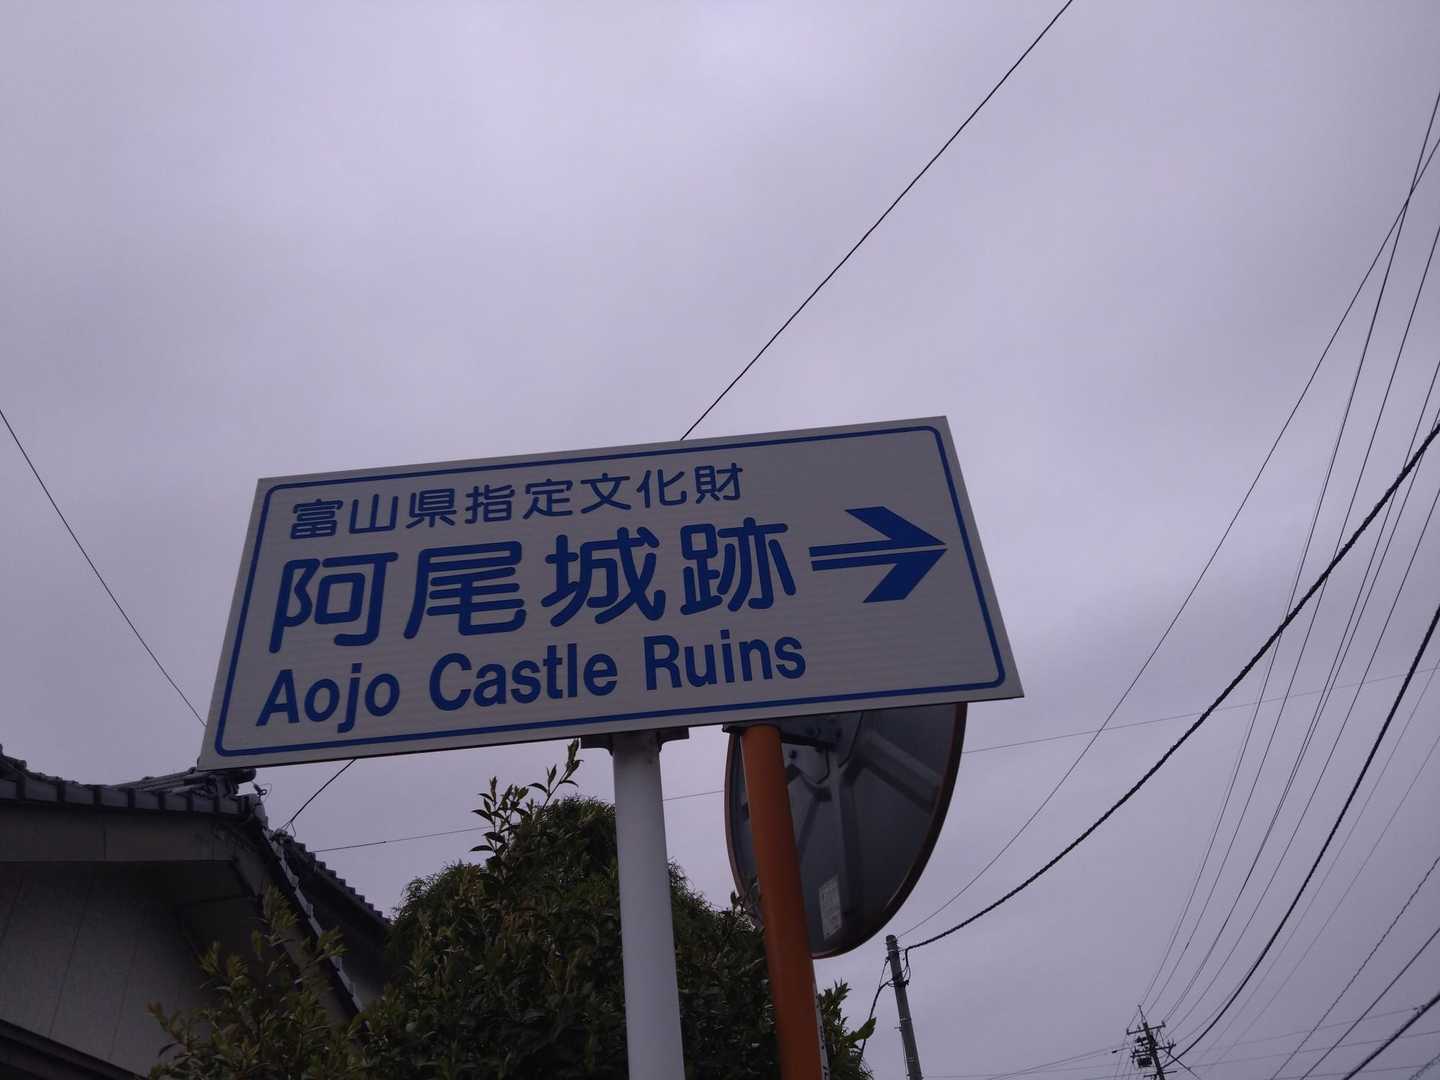 富山県指定文化財
阿尾城跡
Aojo Castle Ruins